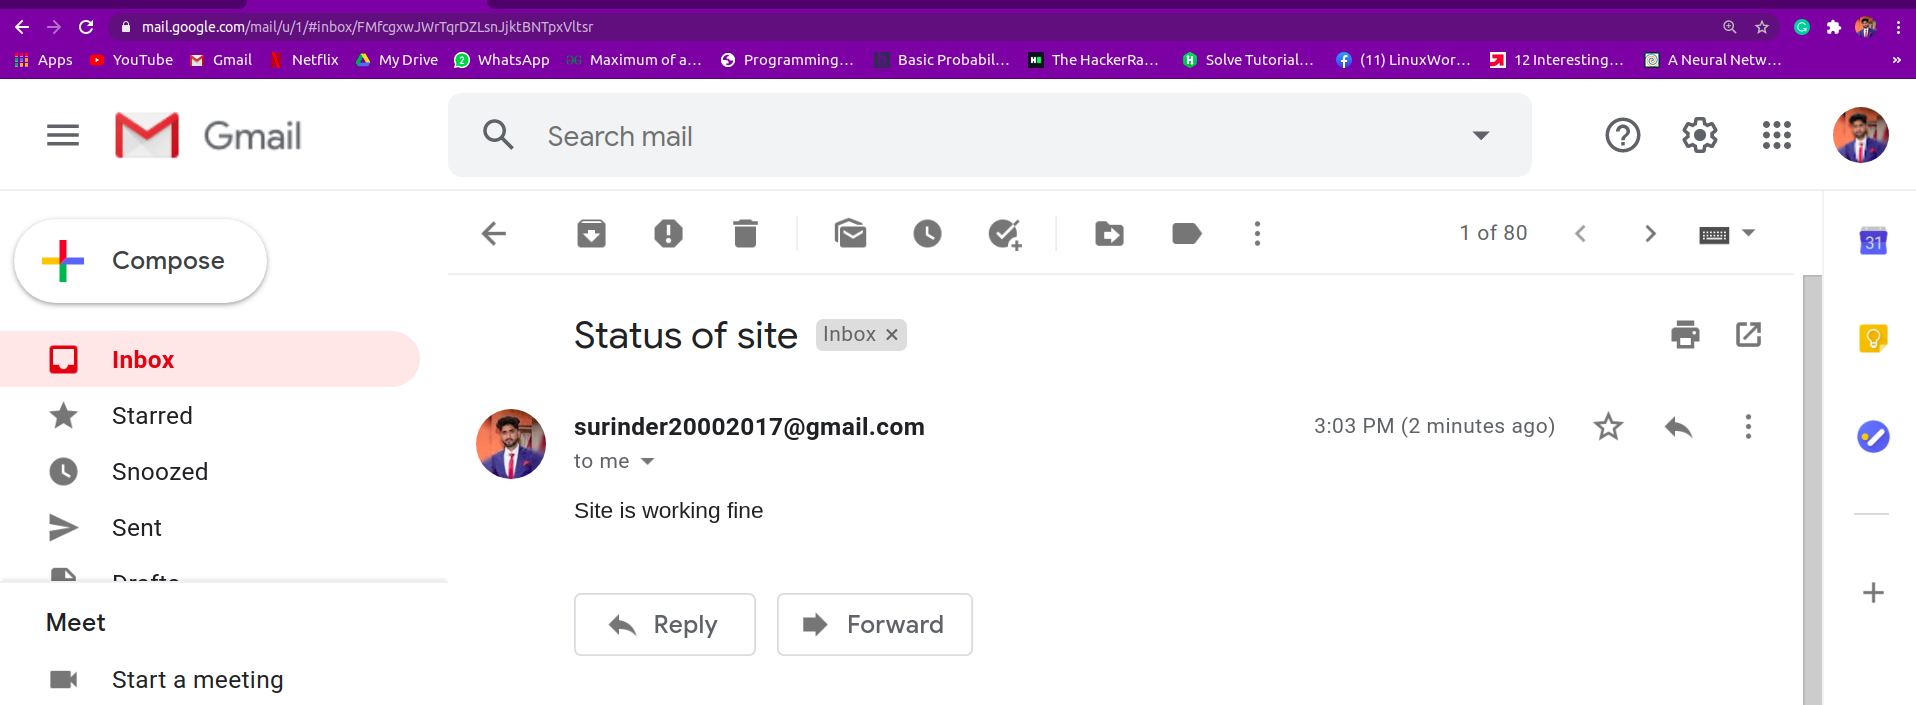 mail.google.com/mail/u/1/#inbox/FMfcgxwJWrTqrDZLsnJjktBNTpxVltsr
Apps YouTube Gmail Netflix My Drive 2 WhatsApp GG Maximum of a... Programming... Basic Probabil... The HackerRa... Solve Tutorial... (11) LinuxWor... 12 Interesting... A Neural Netw... »
Gmail Search mail
Compose 1 of 80 31
Status of site Inbox ×
Inbox
Starred surinder20002017@gmail.com 3:03 PM (2 minutes ago)
to me
Snoozed
Site is working fine
Sent
Drafts
Meet Reply Forward
Start a meeting